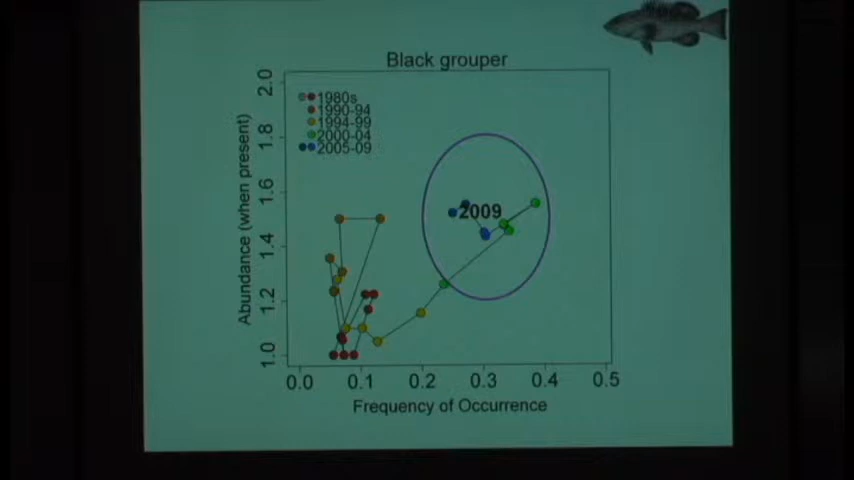 Black grouper
2.0
1.8
1.6
1.4
1.2
1.0
Abundance (when present)
1980s
1990-94
1994-99
2000-04
2005-09
2009
0.0 0.1 0.2 0.3 0.4 0.5
Frequency of Occurrence